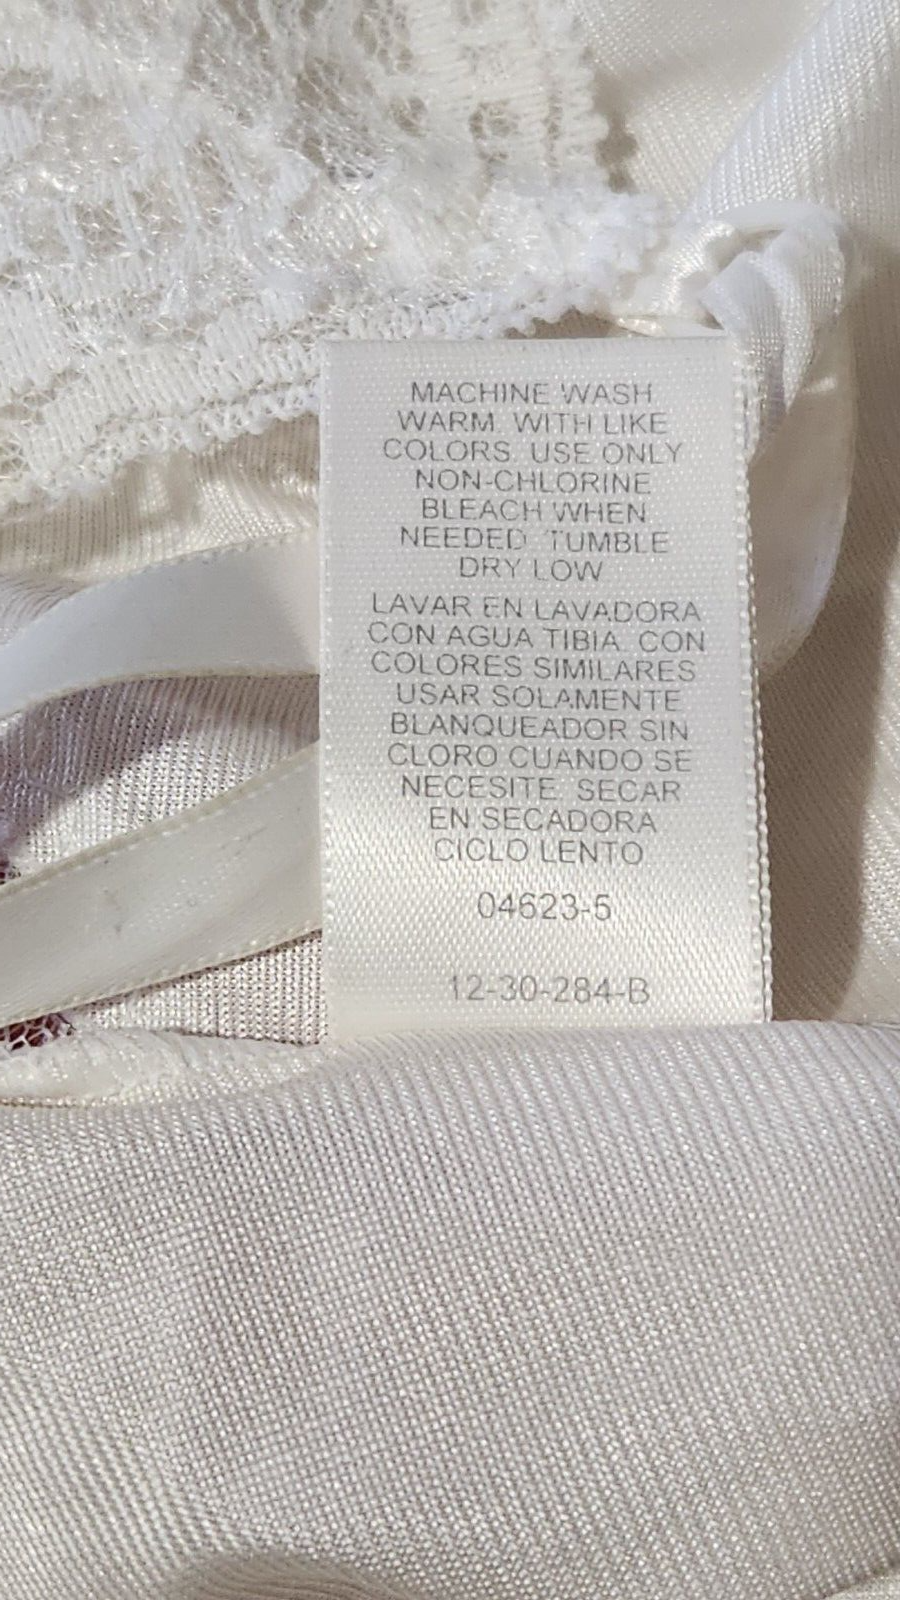 MACHINE WASH
WARM. WITH LIKE
COLORS. USE ONLY
NON-CHLORINE
BLEACH WHEN
NEEDED. TUMBLE
DRY LOW
LAVAR EN LAVADORA
CON AGUA TIBIA. CON
COLORES SIMILARES
USAR SOLAMENTE
BLANQUEADOR SIN
CLORO CUANDO SE
NECESITE. SECAR
EN SECADORA
CICLO LENTO
04623-5
12-30-284-B